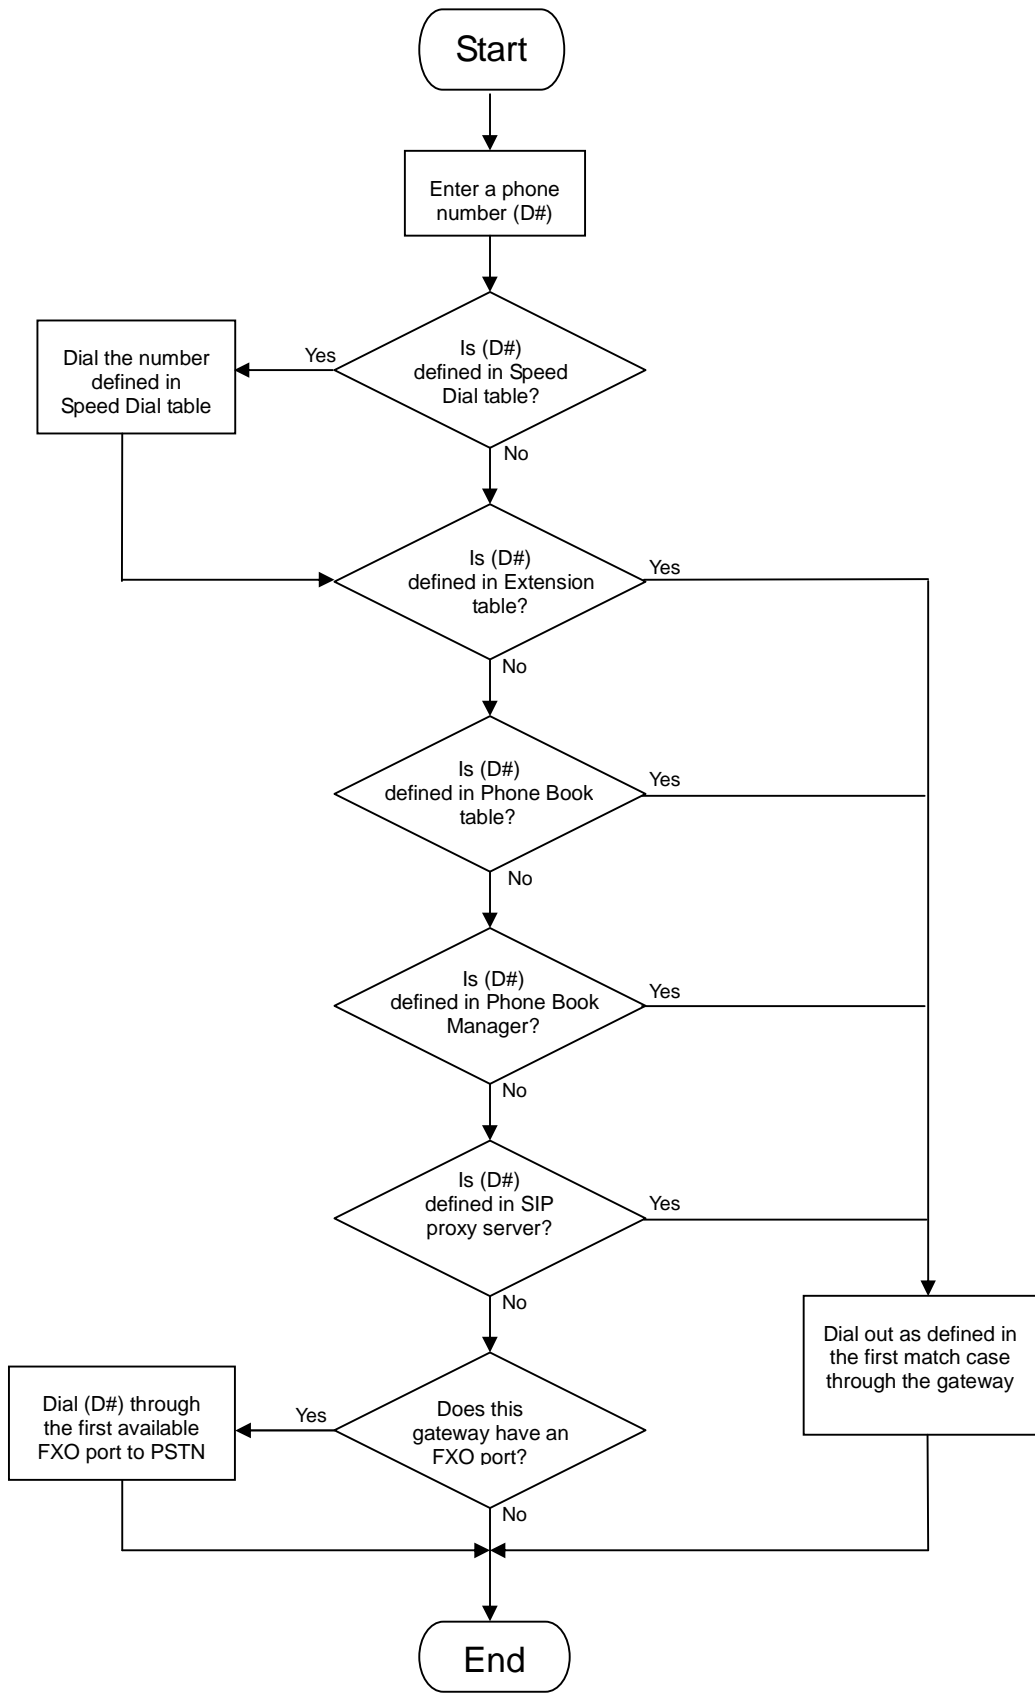 Start
Enter a phone
number (D#)
Is (D#)
defined in Speed
Dial table?
Yes
Dial the number
defined in
Speed Dial table
No
Is (D#)
defined in Extension
table?
Yes
No
Is (D#)
defined in Phone Book
table?
Yes
No
Is (D#)
defined in Phone Book
Manager?
Yes
No
Is (D#)
defined in SIP
proxy server?
Yes
No
Dial out as defined in
the first match case
through the gateway
Does this
gateway have an
FXO port?
Yes
Dial (D#) through
the first available
FXO port to PSTN
No
End